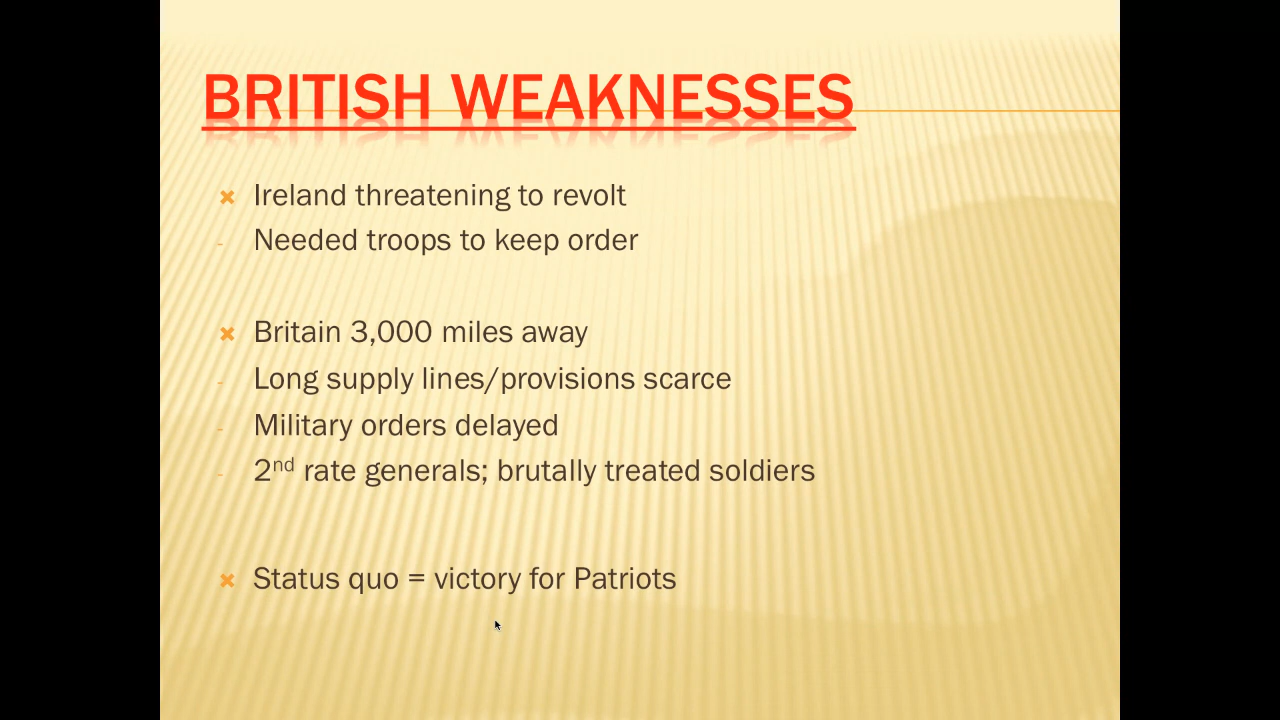 BRITISH WEAKNESSES
Ireland threatening to revolt
- Needed troops to keep order
Britain 3,000 miles away
- Long supply lines/provisions scarce
- Military orders delayed
- 2nd rate generals; brutally treated soldiers
Status quo = victory for Patriots